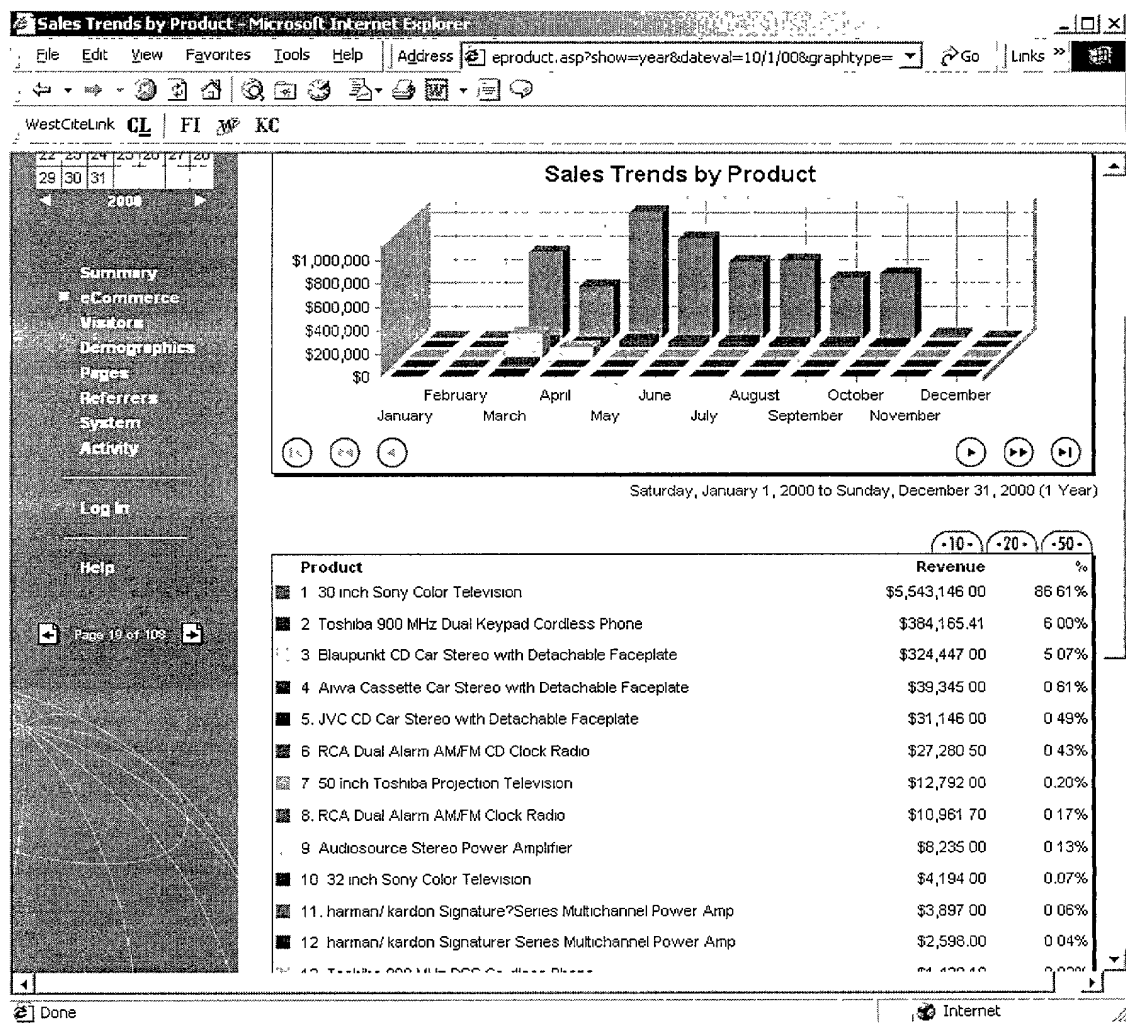 Sales Trends by Product - Microsoft Internet Explorer
File Edit View Favorites Tools Help Address eproduct.asp?show=year&dateval=10/1/00&graphtype= Go Links »
WestCiteLink CL FI W KC
22 23 24 25 26 27 28
29 30 31
2000
Summary
eCommerce
Visitors
Demographics
Pages
Referrers
System
Activity
Log In
Help
Page 19 of 108
Sales Trends by Product
$1,000,000
$800,000
$600,000
$400,000
$200,000
$0
February April June August October December
January March May July September November
Saturday, January 1, 2000 to Sunday, December 31, 2000 (1 Year)
-10- -20- -50-
Product Revenue %
1 30 inch Sony Color Television $5,543,146 00 86 61%
2 Toshiba 900 MHz Dual Keypad Cordless Phone $384,165.41 6 00%
3 Blaupunkt CD Car Stereo with Detachable Faceplate $324,447 00 5 07%
4 Aiwa Cassette Car Stereo with Detachable Faceplate $39,345 00 0 61%
5. JVC CD Car Stereo with Detachable Faceplate $31,146 00 0 49%
6 RCA Dual Alarm AM/FM CD Clock Radio $27,280 50 0 43%
7 50 inch Toshiba Projection Television $12,792 00 0.20%
8. RCA Dual Alarm AM/FM Clock Radio $10,961 70 0 17%
9 Audiosource Stereo Power Amplifier $8,235 00 0 13%
10 32 inch Sony Color Television $4,194 00 0.07%
11. harman/ kardon Signature?Series Multichannel Power Amp $3,897 00 0 06%
12 harman/ kardon Signaturer Series Multichannel Power Amp $2,598.00 0 04%
Done Internet